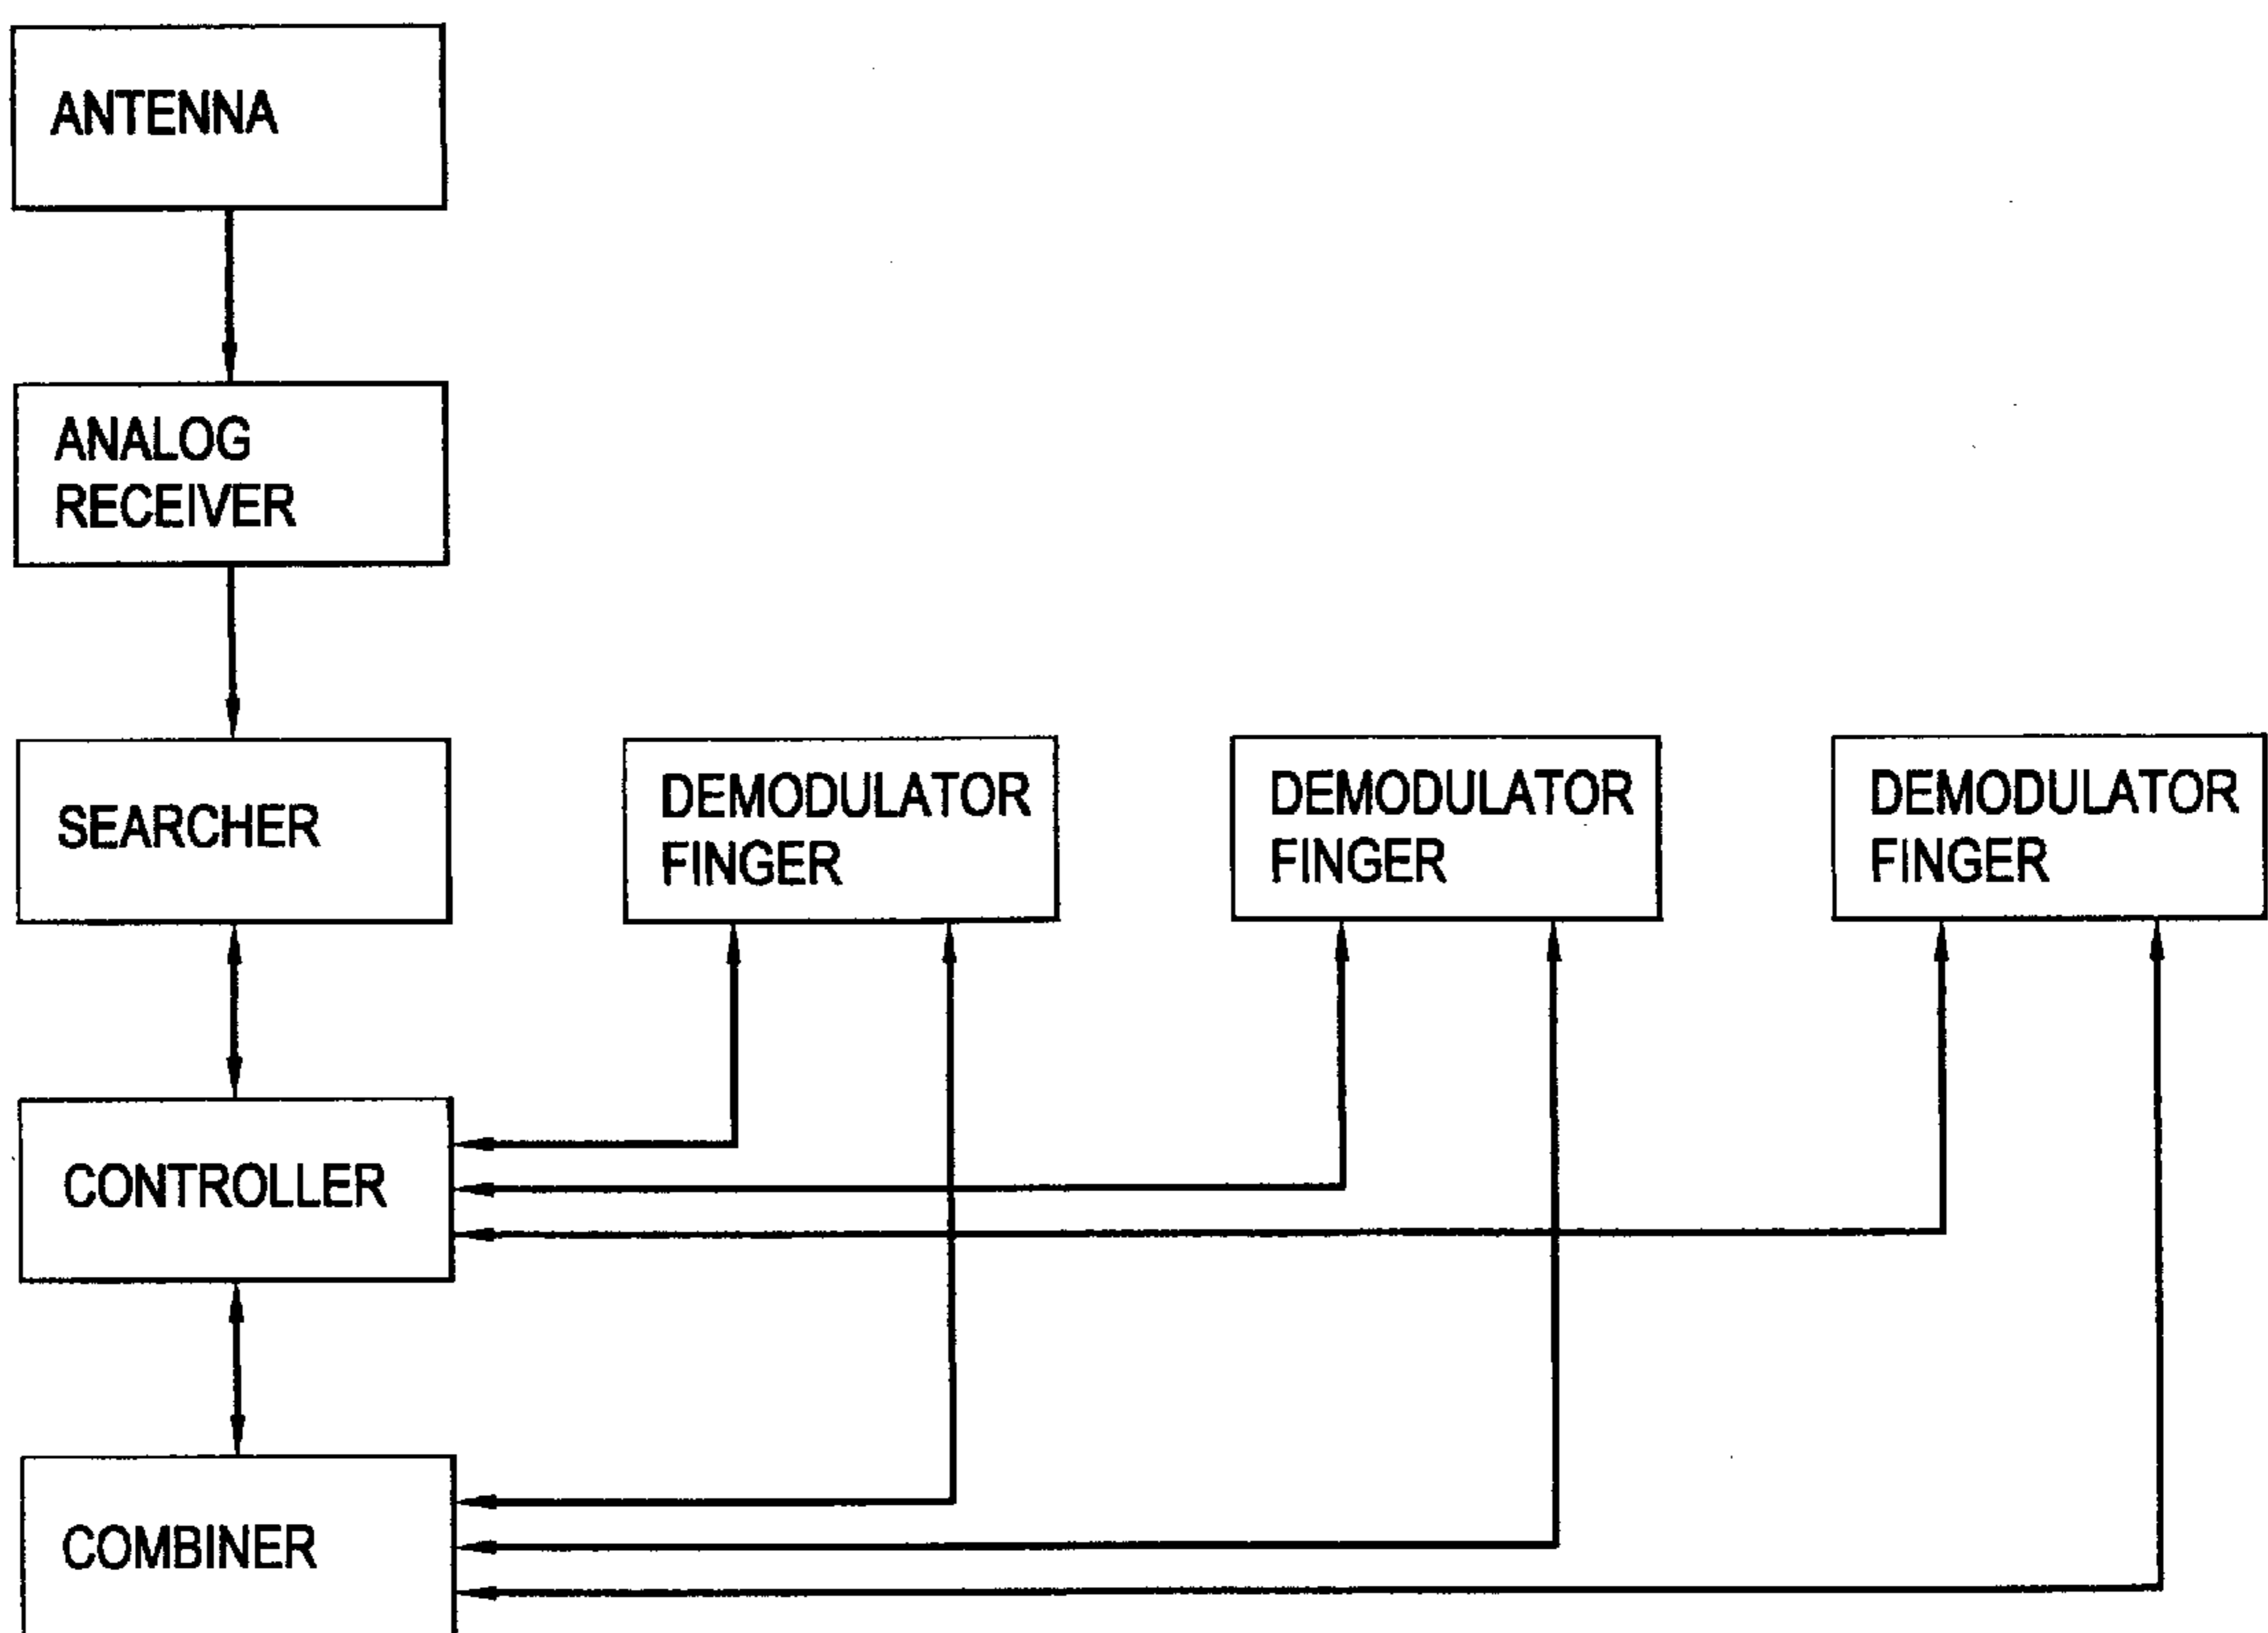 ANTENNA
ANALOG
RECEIVER
SEARCHER
DEMODULATOR
FINGER
DEMODULATOR
FINGER
DEMODULATOR
FINGER
CONTROLLER
COMBINER